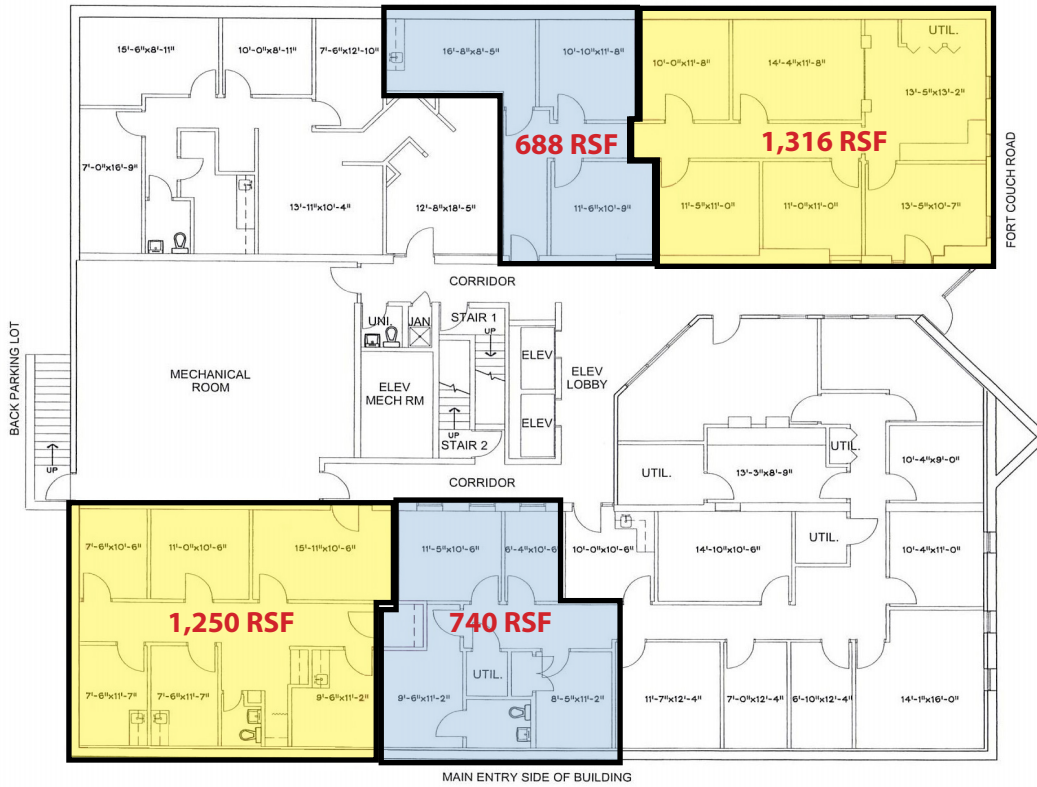 15'-6"x8'-11"
10'-0"x8'-11"
7'-6"x12'-10"
16'-8"x8'-5"
10'-10"x11'-8"
10'-0"x11'-8"
14'-4"x11'-8"
UTIL.
13'-5"x13'-2"
688 RSF
1,316 RSF
7'-0"x16'-9"
13'-11"x10'-4"
12'-8"x18'-5"
11'-6"x10'-9"
11'-5"x11'-0"
11'-0"x11'-0"
13'-5"x10'-7"
FORT COUCH ROAD
CORRIDOR
UNI.
JAN
STAIR 1
UP
ELEV
ELEV
LOBBY
MECHANICAL
ROOM
ELEV
MECH RM
ELEV
UP
STAIR 2
BACK PARKING LOT
UP
CORRIDOR
UTIL.
13'-3"x8'-9"
UTIL.
10'-4"x9'-0"
7'-6"x10'-6"
11'-0"x10'-6"
15'-11"x10'-6"
11'-5"x10'-6"
6'-4"x10'-6
10'-0"x10'-6"
14'-10"x10'-6"
UTIL.
10'-4"x11'-0"
1,250 RSF
740 RSF
7'-6"x11'-7"
7'-6"x11'-7"
9'-6"x11'-2"
9'-6"x11'-2"
UTIL.
8'-5"x11'-2"
11'-7"x12'-4"
7'-0"x12'-4"
6'-10"x12'-4"
14'-1"x16'-0"
MAIN ENTRY SIDE OF BUILDING